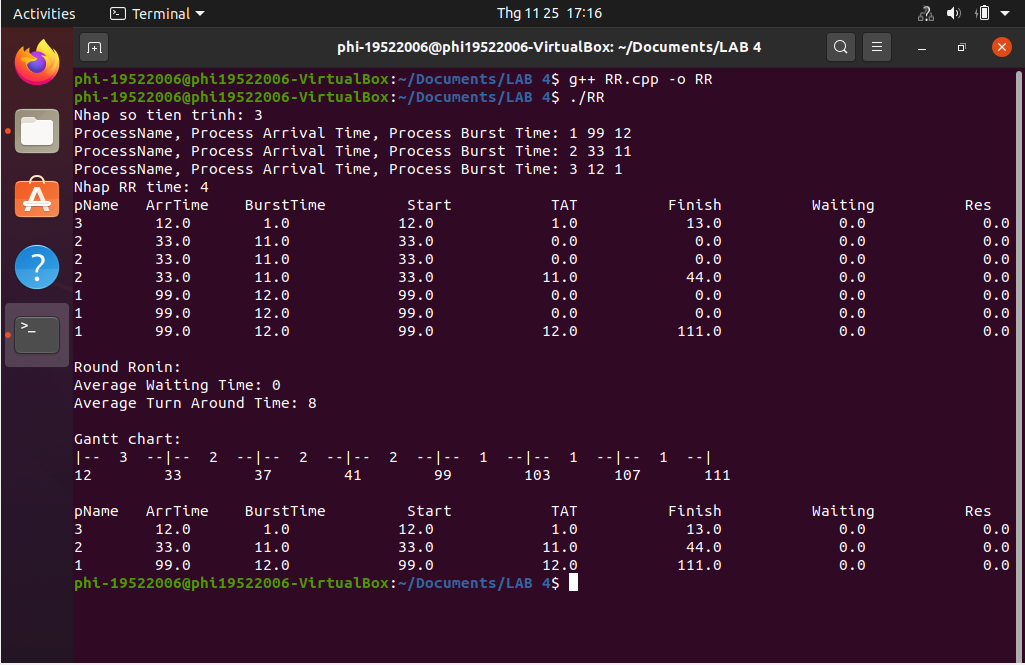 Activities Terminal Thg 11 25 17:16
phi-19522006@phi19522006-VirtualBox: ~/Documents/LAB 4
phi-19522006@phi19522006-VirtualBox:~/Documents/LAB 4$ g++ RR.cpp -o RR
phi-19522006@phi19522006-VirtualBox:~/Documents/LAB 4$ ./RR
Nhap so tien trinh: 3
ProcessName, Process Arrival Time, Process Burst Time: 1 99 12
ProcessName, Process Arrival Time, Process Burst Time: 2 33 11
ProcessName, Process Arrival Time, Process Burst Time: 3 12 1
Nhap RR time: 4
pName ArrTime BurstTime Start TAT Finish Waiting Res
3 12.0 1.0 12.0 1.0 13.0 0.0 0.0
2 33.0 11.0 33.0 0.0 0.0 0.0 0.0
2 33.0 11.0 33.0 0.0 0.0 0.0 0.0
2 33.0 11.0 33.0 11.0 44.0 0.0 0.0
1 99.0 12.0 99.0 0.0 0.0 0.0 0.0
1 99.0 12.0 99.0 0.0 0.0 0.0 0.0
1 99.0 12.0 99.0 12.0 111.0 0.0 0.0
Round Ronin:
Average Waiting Time: 0
Average Turn Around Time: 8
Gantt chart:
|-- 3 --|-- 2 --|-- 2 --|-- 2 --|-- 1 --|-- 1 --|-- 1 --|
12 33 37 41 99 103 107 111
pName ArrTime BurstTime Start TAT Finish Waiting Res
3 12.0 1.0 12.0 1.0 13.0 0.0 0.0
2 33.0 11.0 33.0 11.0 44.0 0.0 0.0
1 99.0 12.0 99.0 12.0 111.0 0.0 0.0
phi-19522006@phi19522006-VirtualBox:~/Documents/LAB 4$